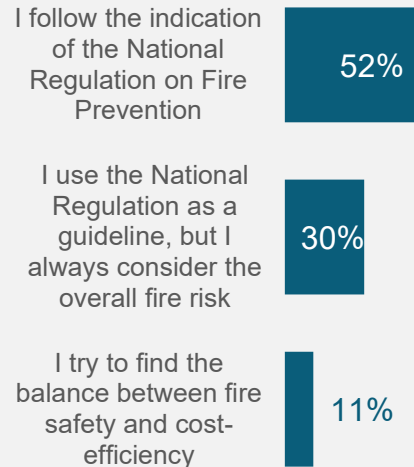 I follow the indication
of the National
Regulation on Fire
Prevention
52%
I use the National
Regulation as a
guideline, but I
always consider the
overall fire risk
30%
I try to find the
balance between fire
safety and cost-
efficiency
11%